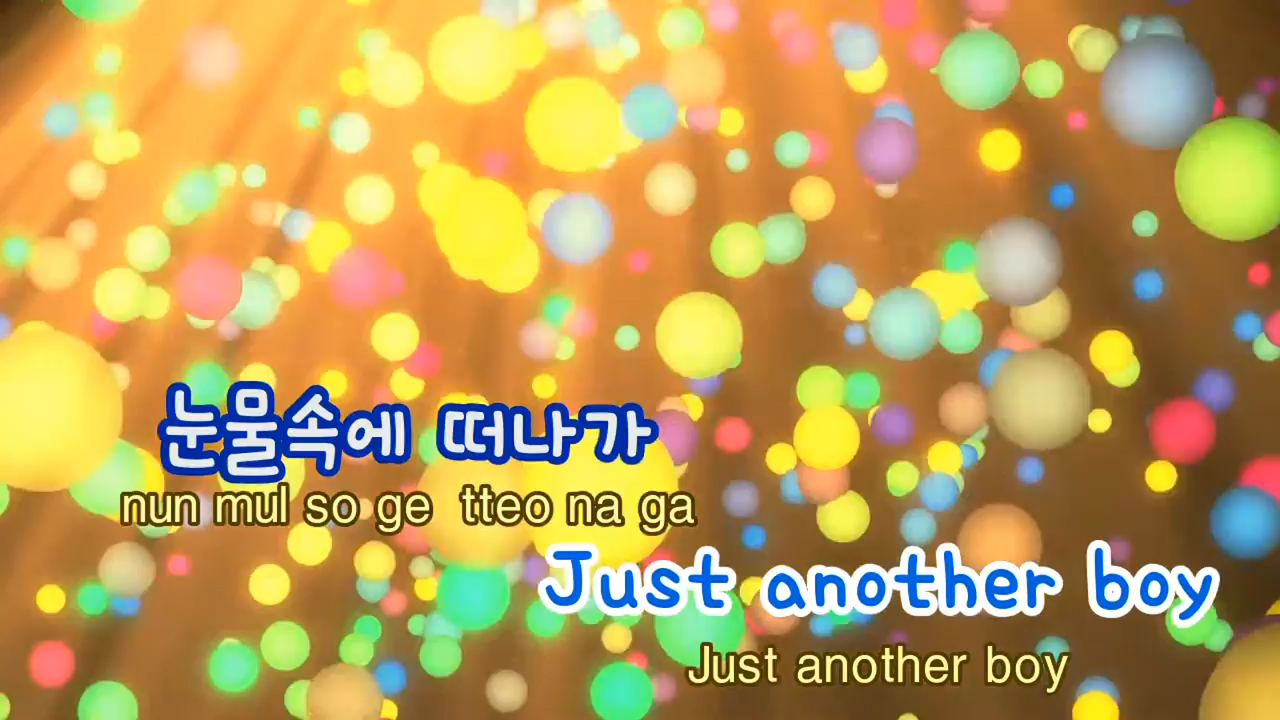 눈물속에 떠나가
nun mul so ge tteo na ga
Just another boy
Just another boy